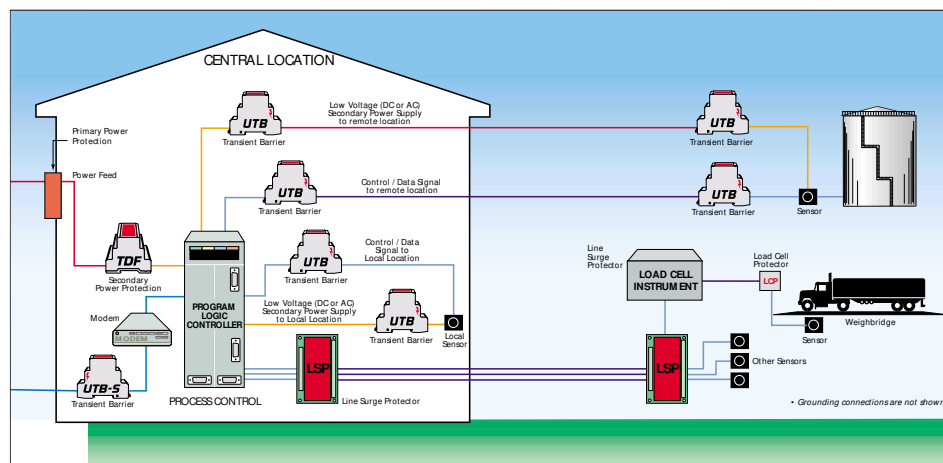 CENTRAL LOCATION
Primary Power
Protection
Power Feed
UTB
Transient Barrier
Low Voltage (DC or AC)
Secondary Power Supply
to remote location
UTB
Transient Barrier
UTB
Transient Barrier
Control / Data Signal
to remote location
UTB
Transient Barrier
Sensor
TDF
Secondary
Power Protection
UTB
Transient Barrier
Control / Data
Signal to
Local Location
PROGRAM
LOGIC
CONTROLLER
Low Voltage (DC or AC)
Secondary Power Supply
to Local Location
UTB
Transient Barrier
Local
Sensor
Modem
MODEM
UTB-S
Transient Barrier
PROCESS CONTROL
LSP
Line Surge Protector
Line
Surge
Protector
LOAD CELL
INSTRUMENT
Load Cell
Protector
LCP
Sensor
Weighbridge
LSP
Other Sensors
• Grounding connections are not shown